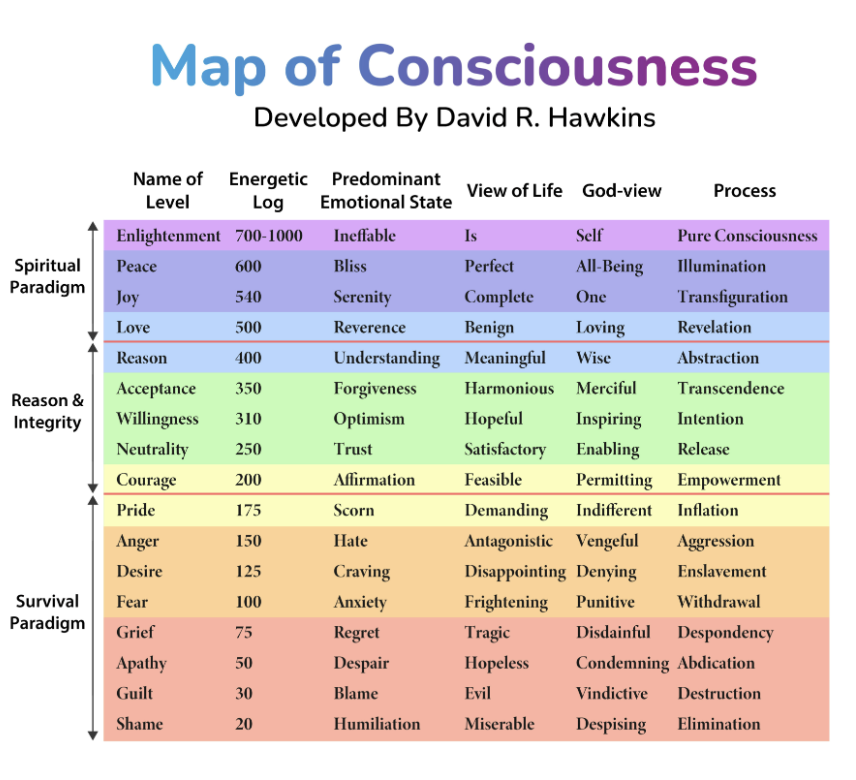 Map of Consciousness
Developed By David R. Hawkins
Name of Level Energetic Log Predominant Emotional State View of Life God-view Process
Spiritual Paradigm
Enlightenment 700-1000 Ineffable Is Self Pure Consciousness
Peace 600 Bliss Perfect All-Being Illumination
Joy 540 Serenity Complete One Transfiguration
Love 500 Reverence Benign Loving Revelation
Reason & Integrity
Reason 400 Understanding Meaningful Wise Abstraction
Acceptance 350 Forgiveness Harmonious Merciful Transcendence
Willingness 310 Optimism Hopeful Inspiring Intention
Neutrality 250 Trust Satisfactory Enabling Release
Courage 200 Affirmation Feasible Permitting Empowerment
Survival Paradigm
Pride 175 Scorn Demanding Indifferent Inflation
Anger 150 Hate Antagonistic Vengeful Aggression
Desire 125 Craving Disappointing Denying Enslavement
Fear 100 Anxiety Frightening Punitive Withdrawal
Grief 75 Regret Tragic Disdainful Despondency
Apathy 50 Despair Hopeless Condemning Abdication
Guilt 30 Blame Evil Vindictive Destruction
Shame 20 Humiliation Miserable Despising Elimination